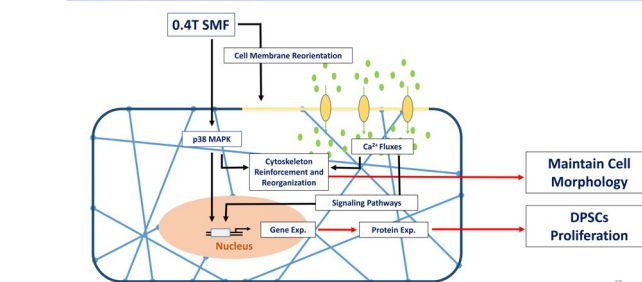 0.4T SMF
Cell Membrane Reorientation
p38 MAPK
Ca²⁺ Fluxes
Cytoskeleton
Reinforcement and
Reorganization
Maintain Cell
Morphology
Signaling Pathways
DPSCs
Proliferation
Gene Exp.
Protein Exp.
Nucleus